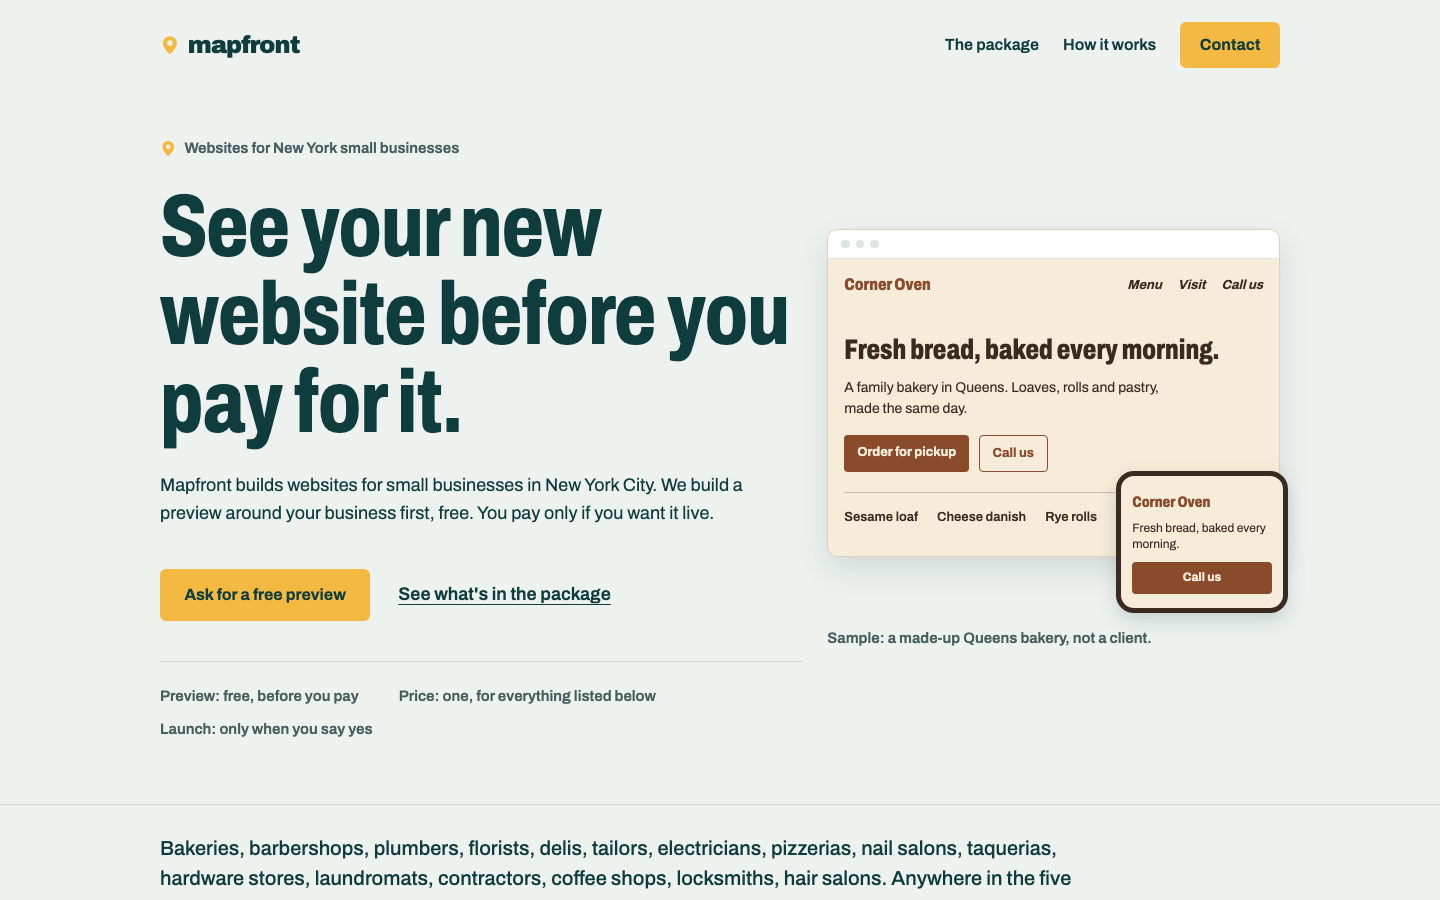 mapfront
The package How it works Contact
Websites for New York small businesses
See your new
website before you
pay for it.
Mapfront builds websites for small businesses in New York City. We build a
preview around your business first, free. You pay only if you want it live.
Ask for a free preview See what's in the package
Preview: free, before you pay Price: one, for everything listed below
Launch: only when you say yes
Corner Oven Menu Visit Call us
Fresh bread, baked every morning.
A family bakery in Queens. Loaves, rolls and pastry,
made the same day.
Order for pickup Call us
Sesame loaf Cheese danish Rye rolls
Corner Oven
Fresh bread, baked every
morning.
Call us
Sample: a made-up Queens bakery, not a client.
Bakeries, barbershops, plumbers, florists, delis, tailors, electricians, pizzerias, nail salons, taquerias,
hardware stores, laundromats, contractors, coffee shops, locksmiths, hair salons. Anywhere in the five